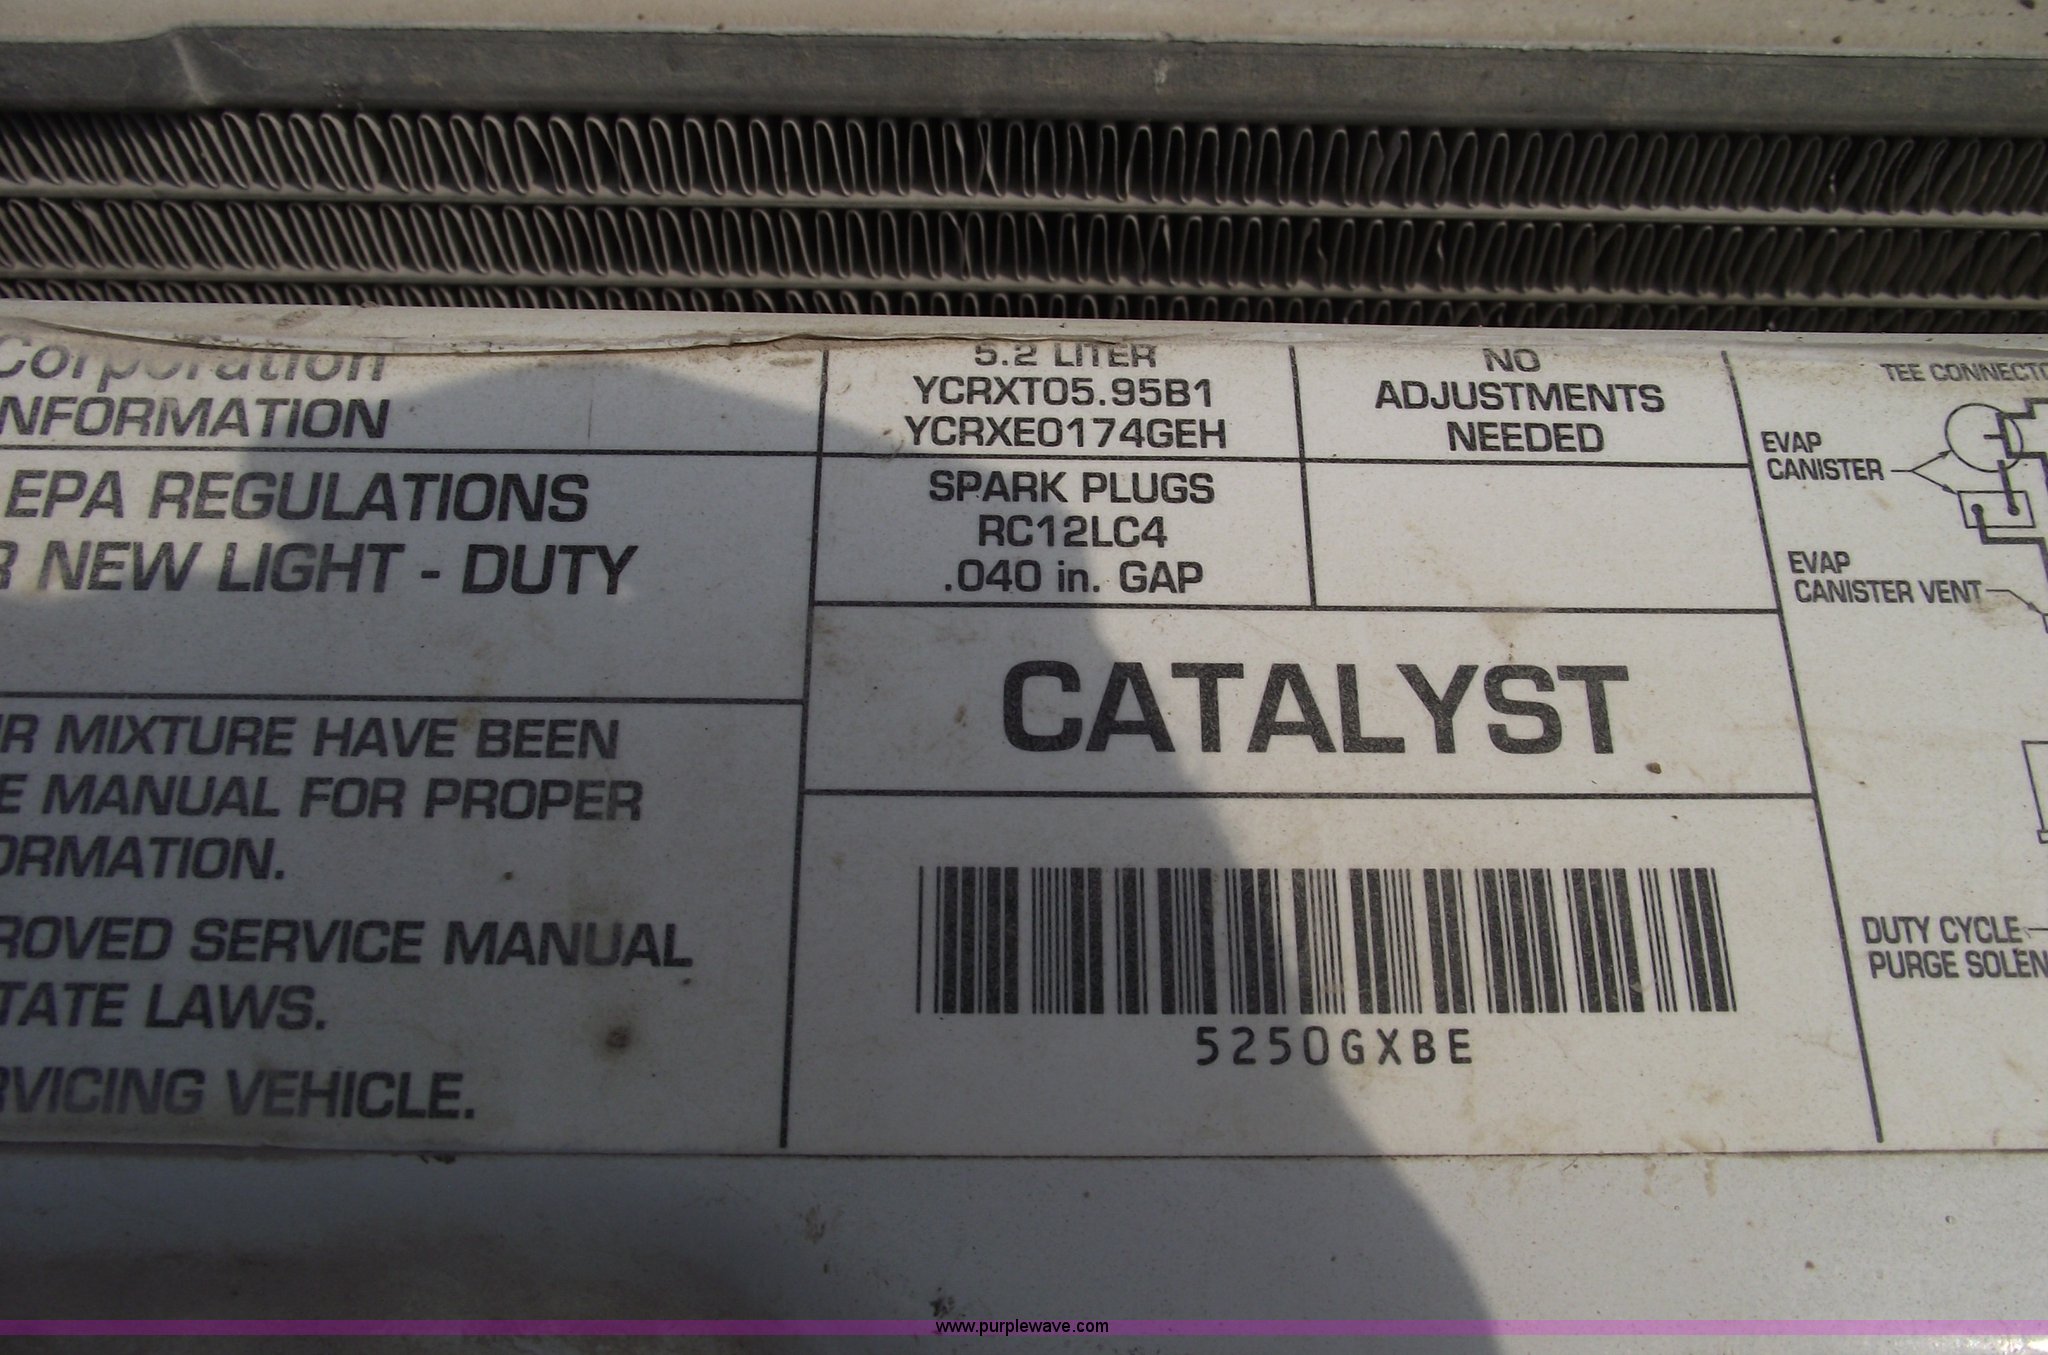 Corporation
NFORMATION
EPA REGULATIONS
R NEW LIGHT - DUTY
IR MIXTURE HAVE BEEN
E MANUAL FOR PROPER
ORMATION.
ROVED SERVICE MANUAL
TATE LAWS.
RVICING VEHICLE.
5.2 LITER
YCRXT05.95B1
YCRXE0174GEH
NO
ADJUSTMENTS
NEEDED
SPARK PLUGS
RC12LC4
.040 in. GAP
CATALYST
5250GXBE
TEE CONNECTO
EVAP
CANISTER
EVAP
CANISTER VENT
DUTY CYCLE
PURGE SOLEN
www.purplewave.com